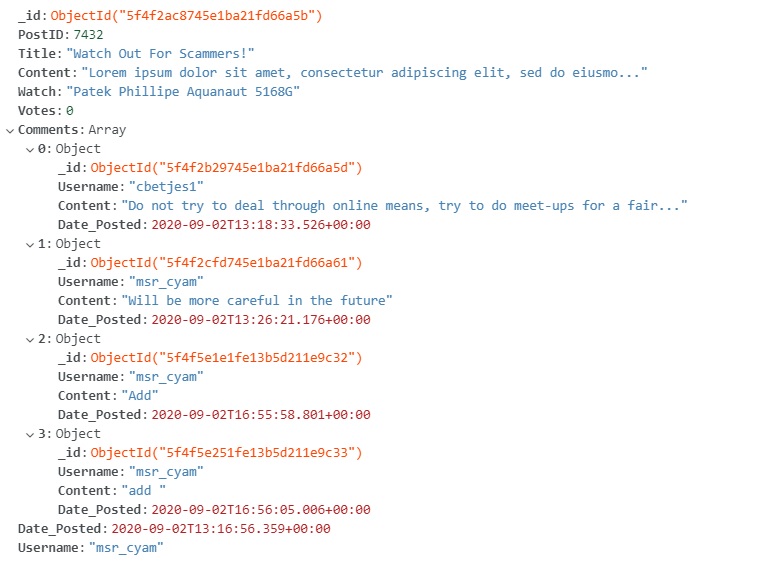 _id: ObjectId("5f4f2ac8745e1ba21fd66a5b")
PostID: 7432
Title: "Watch Out For Scammers!"
Content: "Lorem ipsum dolor sit amet, consectetur adipiscing elit, sed do eiusmo..."
Watch: "Patek Phillipe Aquanaut 5168G"
Votes: 0
Comments: Array
0: Object
_id: ObjectId("5f4f2b29745e1ba21fd66a5d")
Username: "cbetjes1"
Content: "Do not try to deal through online means, try to do meet-ups for a fair..."
Date_Posted: 2020-09-02T13:18:33.526+00:00
1: Object
_id: ObjectId("5f4f2cfd745e1ba21fd66a61")
Username: "msr_cyam"
Content: "Will be more careful in the future"
Date_Posted: 2020-09-02T13:26:21.176+00:00
2: Object
_id: ObjectId("5f4f5e1e1fe13b5d211e9c32")
Username: "msr_cyam"
Content: "Add"
Date_Posted: 2020-09-02T16:55:58.801+00:00
3: Object
_id: ObjectId("5f4f5e251fe13b5d211e9c33")
Username: "msr_cyam"
Content: "add "
Date_Posted: 2020-09-02T16:56:05.006+00:00
Date_Posted: 2020-09-02T13:16:56.359+00:00
Username: "msr_cyam"